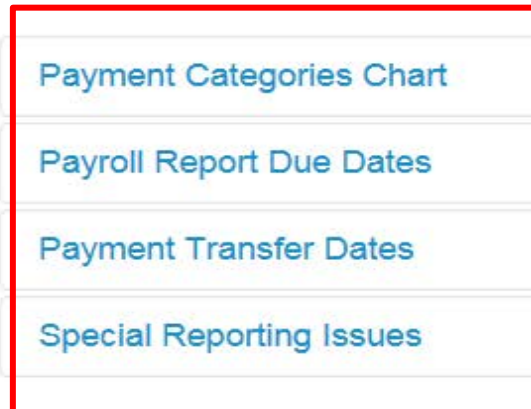 Payment Categories Chart
Payroll Report Due Dates
Payment Transfer Dates
Special Reporting Issues